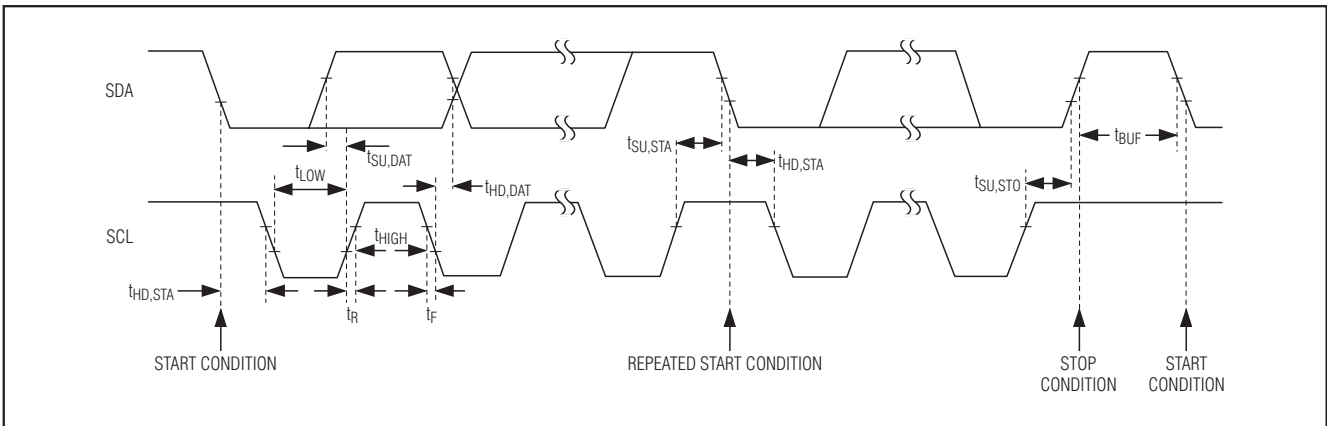 SDA
tSU,DAT
tSU,STA
tHD,STA
tBUF
tLOW
tHD,DAT
tSU,STO
SCL
tHIGH
tHD,STA
tR
tF
START CONDITION
REPEATED START CONDITION
STOP
CONDITION
START
CONDITION